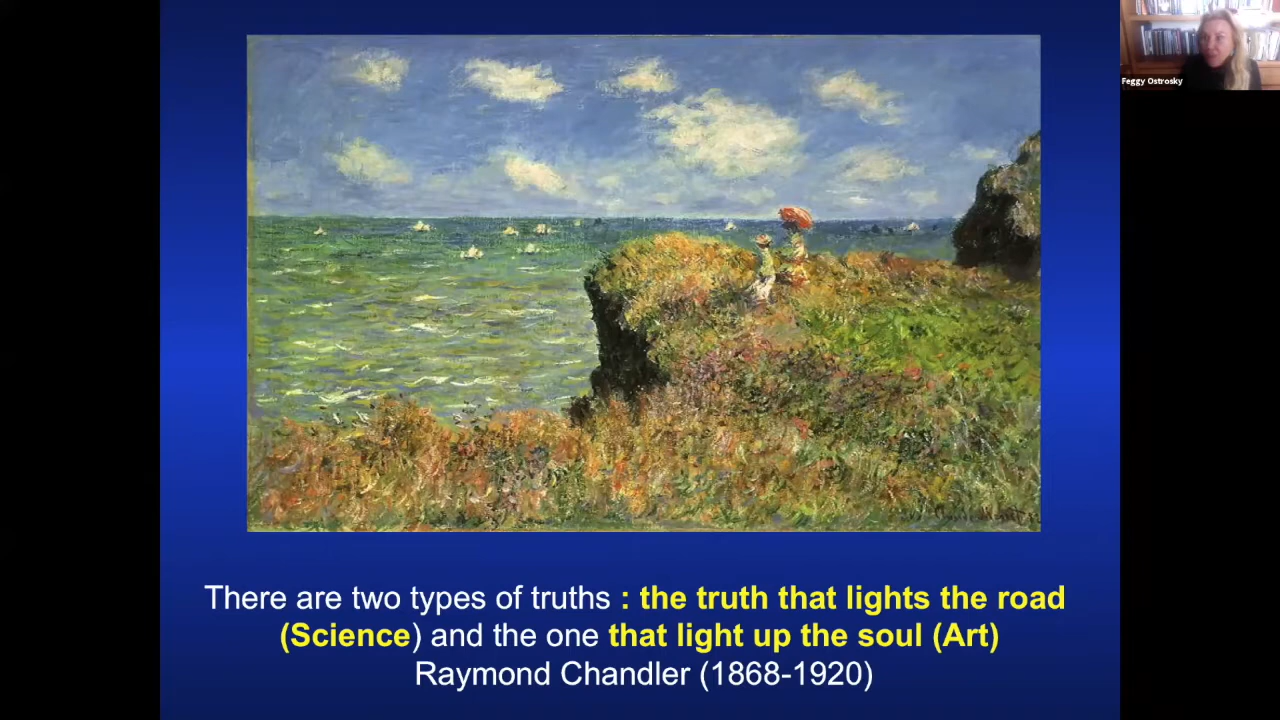 Feggy Ostrosky
There are two types of truths : the truth that lights the road
(Science) and the one that light up the soul (Art)
Raymond Chandler (1868-1920)